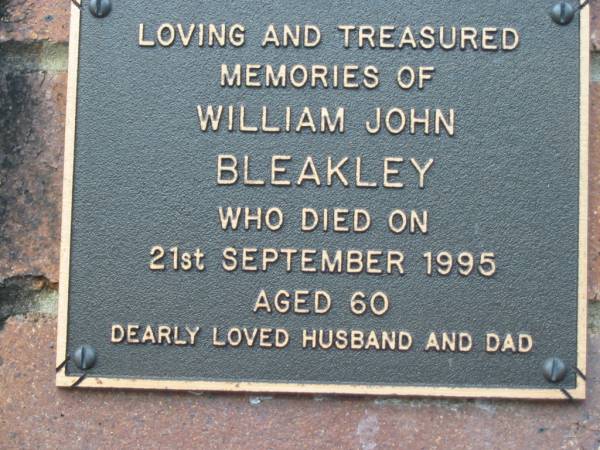 LOVING AND TREASURED
MEMORIES OF
WILLIAM JOHN
BLEAKLEY
WHO DIED ON
21st SEPTEMBER 1995
AGED 60
DEARLY LOVED HUSBAND AND DAD